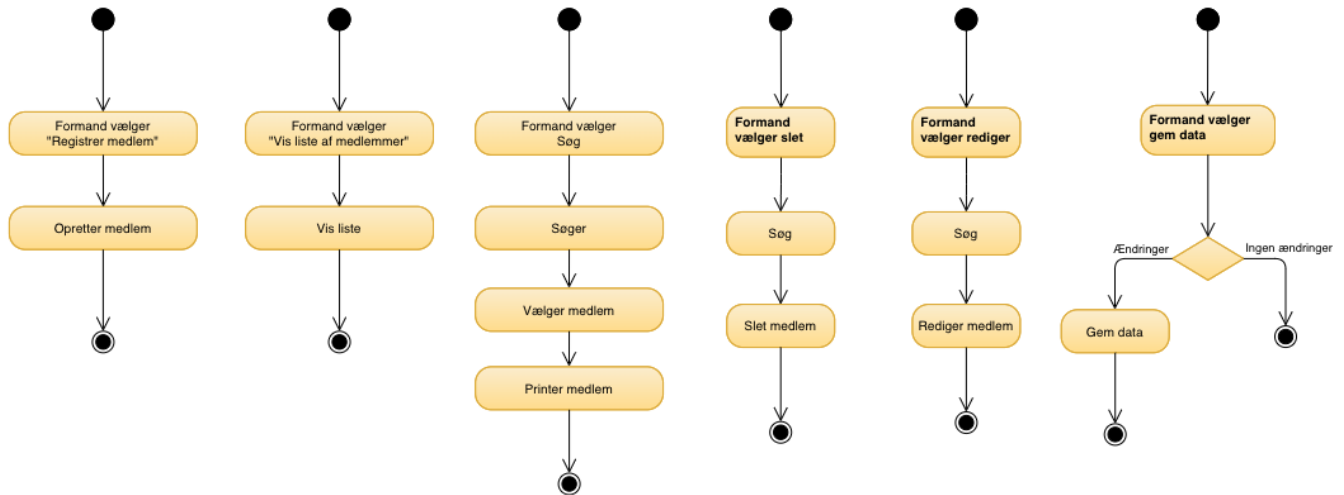 Formand vælger
"Registrer medlem"
Opretter medlem
Formand vælger
"Vis liste af medlemmer"
Vis liste
Formand vælger
Søg
Søger
Vælger medlem
Printer medlem
Formand
vælger slet
Søg
Slet medlem
Formand
vælger rediger
Søg
Rediger medlem
Formand vælger
gem data
Ændringer
Ingen ændringer
Gem data